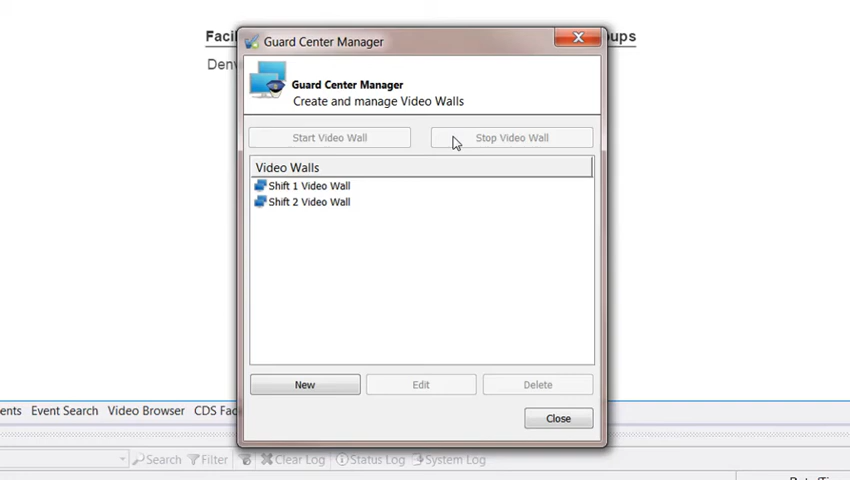 Guard Center Manager
Guard Center Manager
Create and manage Video Walls
Start Video Wall Stop Video Wall
Video Walls
Shift 1 Video Wall
Shift 2 Video Wall
New Edit Delete
Close
Event Search Video Browser CDS
Search Filter Clear Log Status Log System Log